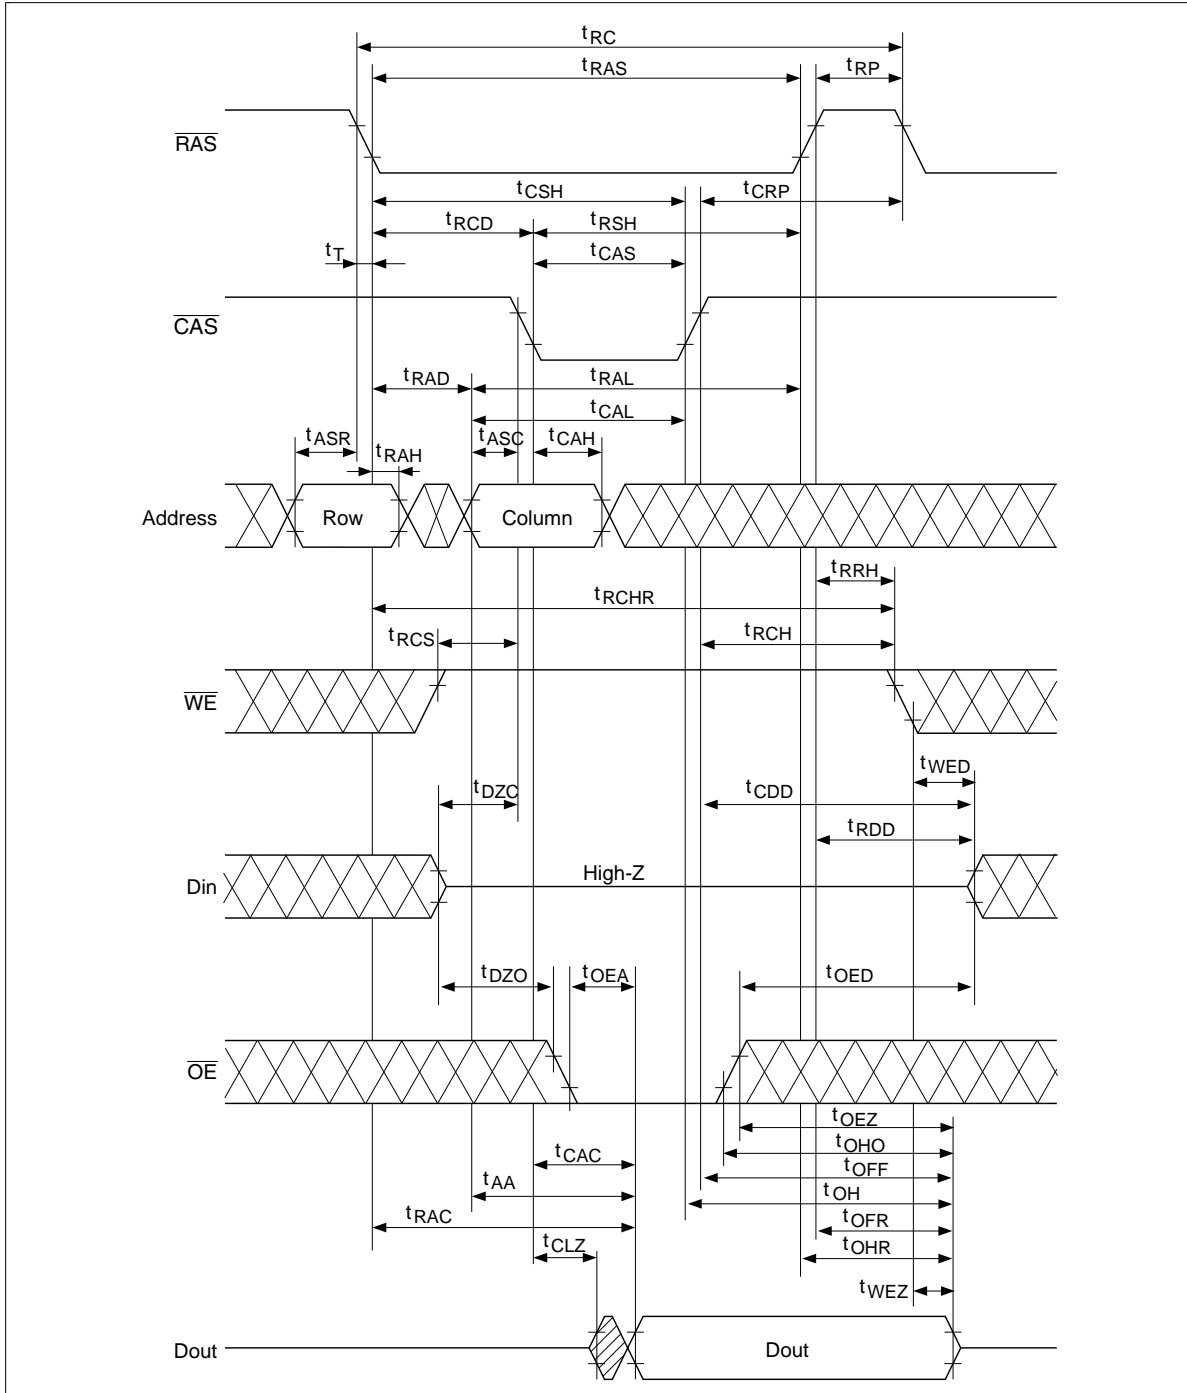 tRC
tRAS
tRP
RAS
tCSH
tCRP
tRCD
tRSH
tT
tCAS
CAS
tRAD
tRAL
tCAL
tASR
tASC
tCAH
tRAH
Address
Row
Column
tRRH
tRCHR
tRCS
tRCH
WE
tWED
tDZC
tCDD
tRDD
Din
High-Z
tDZO
tOEA
tOED
OE
tOEZ
tOHO
tCAC
tOFF
tAA
tOH
tRAC
tOFR
tCLZ
tOHR
tWEZ
Dout
Dout